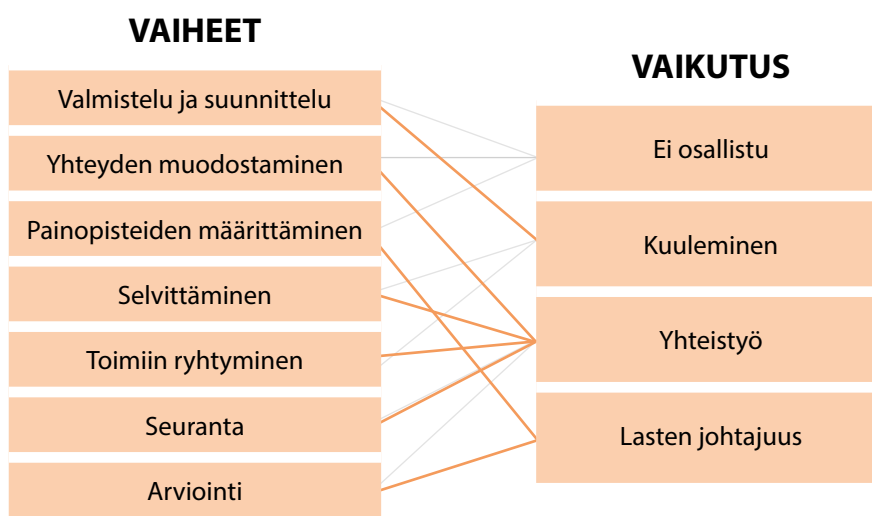 VAIHEET
Valmistelu ja suunnittelu
Yhteyden muodostaminen
Painopisteiden määrittäminen
Selvittäminen
Toimiin ryhtyminen
Seuranta
Arviointi
VAIKUTUS
Ei osallistu
Kuuleminen
Yhteistyö
Lasten johtajuus